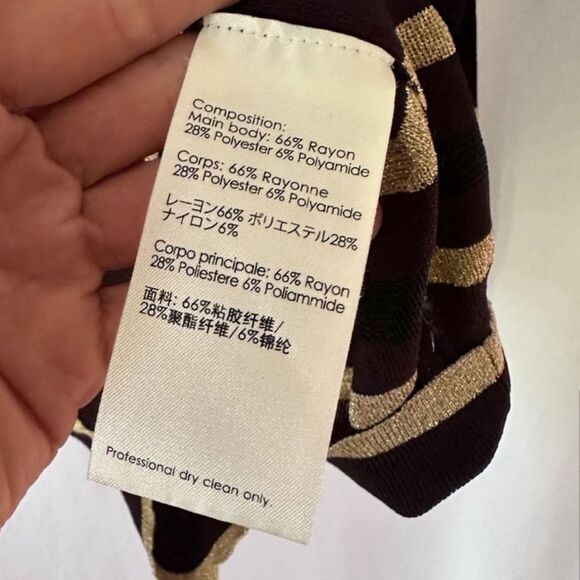 Composition:
Main body: 66% Rayon
28% Polyester 6% Polyamide
Corps: 66% Rayonne
28% Polyester 6% Polyamide
レーヨン66% ポリエステル28%
ナイロン6%
Corpo principale: 66% Rayon
28% Poliestere 6% Poliammide
面料: 66%粘胶纤维/
28%聚酯纤维/6%锦纶
Professional dry clean only.